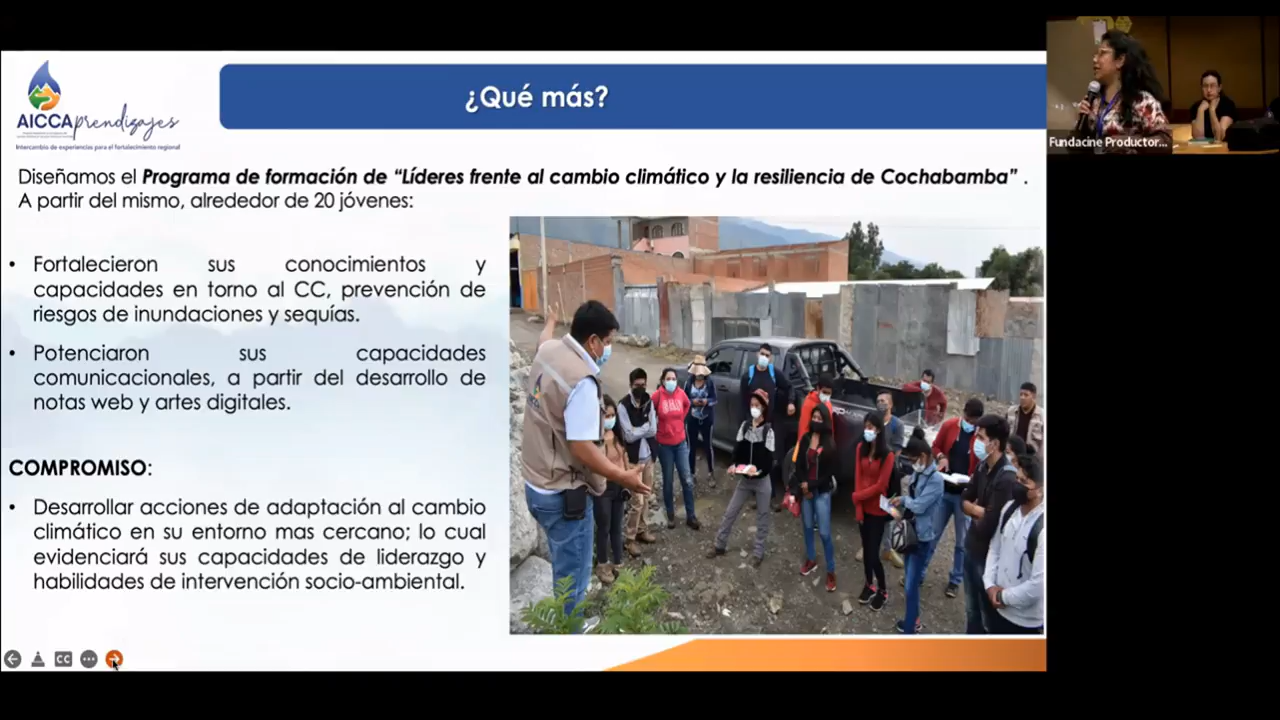 ¿Qué más?
AICCAprendizajes
Intercambio de experiencias para el fortalecimiento regional
Fundacine Productor...
Diseñamos el Programa de formación de “Líderes frente al cambio climático y la resiliencia de Cochabamba” .
A partir del mismo, alrededor de 20 jóvenes:
• Fortalecieron sus conocimientos y
capacidades en torno al CC, prevención de
riesgos de inundaciones y sequías.
• Potenciaron sus capacidades
comunicacionales, a partir del desarrollo de
notas web y artes digitales.
COMPROMISO:
• Desarrollar acciones de adaptación al cambio
climático en su entorno mas cercano; lo cual
evidenciará sus capacidades de liderazgo y
habilidades de intervención socio-ambiental.
CC